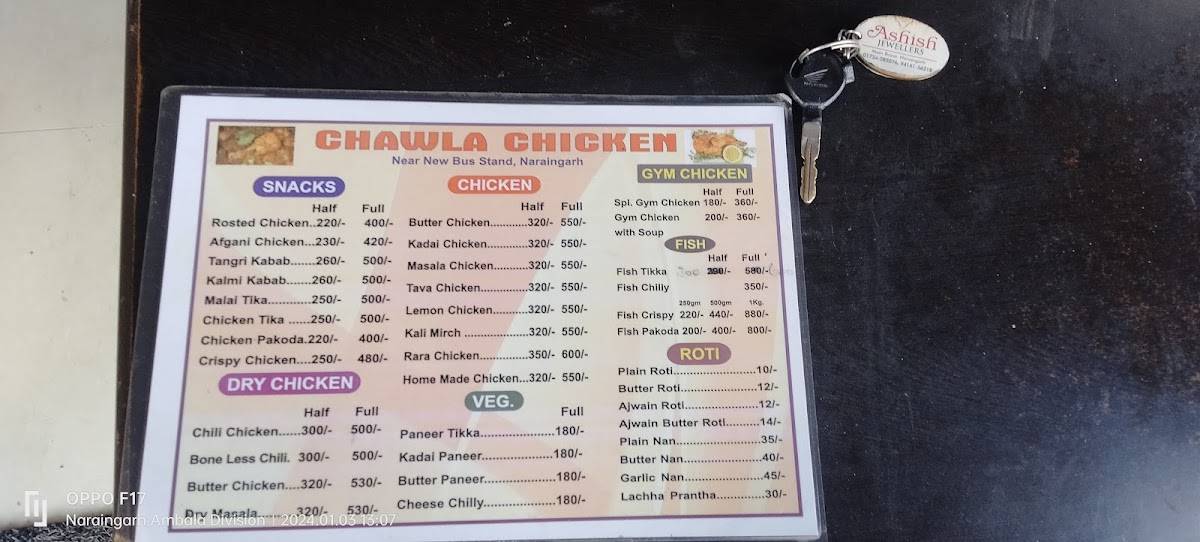 CHAWLA CHICKEN
Near New Bus Stand, Naraingarh
SNACKS
Half Full
Rosted Chicken..220/- 400/-
Afgani Chicken...230/- 420/-
Tangri Kabab.......260/- 500/-
Kalmi Kabab.......260/- 500/-
Malai Tika............250/- 500/-
Chicken Tika ......250/- 500/-
Chicken Pakoda.220/- 400/-
Crispy Chicken....250/- 480/-
DRY CHICKEN
Half Full
Chili Chicken......300/- 500/-
Bone Less Chili. 300/- 500/-
Butter Chicken....320/- 530/-
Dry Masala.........320/- 530/-
CHICKEN
Half Full
Butter Chicken...........320/- 550/-
Kadai Chicken............320/- 550/-
Masala Chicken..........320/- 550/-
Tava Chicken..............320/- 550/-
Lemon Chicken..........320/- 550/-
Kali Mirch ...................320/- 550/-
Rara Chicken..............350/- 600/-
Home Made Chicken...320/- 550/-
VEG.
Full
Paneer Tikka.....................180/-
Kadai Paneer....................180/-
Butter Paneer....................180/-
Cheese Chilly....................180/-
GYM CHICKEN
Half Full
Spl. Gym Chicken 180/- 360/-
Gym Chicken 200/- 360/-
with Soup
FISH
Half Full
Fish Tikka 300
Fish Chilly 350/-
250gm 500gm 1Kg.
Fish Crispy 220/- 440/- 880/-
Fish Pakoda 200/- 400/- 800/-
ROTI
Plain Roti..........................10/-
Butter Roti........................12/-
Ajwain Roti.......................12/-
Ajwain Butter Roti..........14/-
Plain Nan..........................35/-
Butter Nan........................40/-
Garlic Nan........................45/-
Lachha Prantha...............30/-
Ashish
JEWELLERS
OPPO F17
Naraingarh Ambala Division | 2024.01.03 13:07